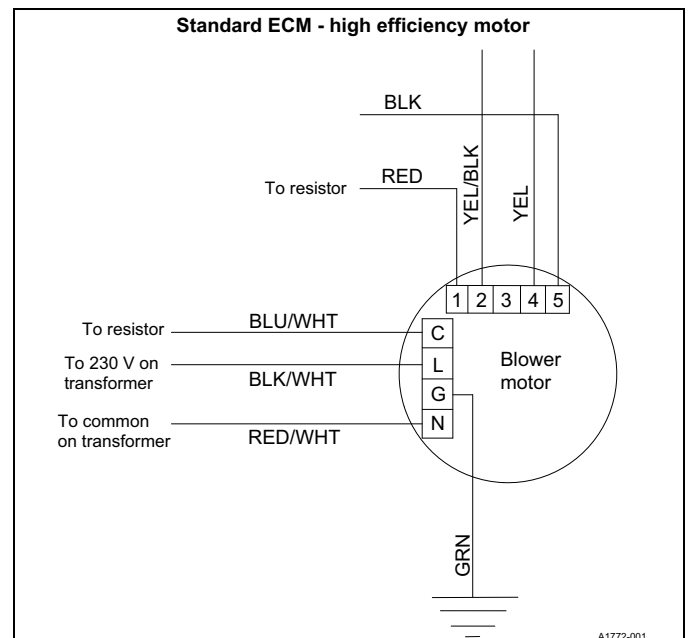 Standard ECM - high efficiency motor
BLK
RED
To resistor
YEL/BLK
YEL
1 2 3 4 5
To resistor
BLU/WHT
C
To 230 V on
transformer
BLK/WHT
L
Blower
motor
G
To common
on transformer
RED/WHT
N
GRN
A1772-001